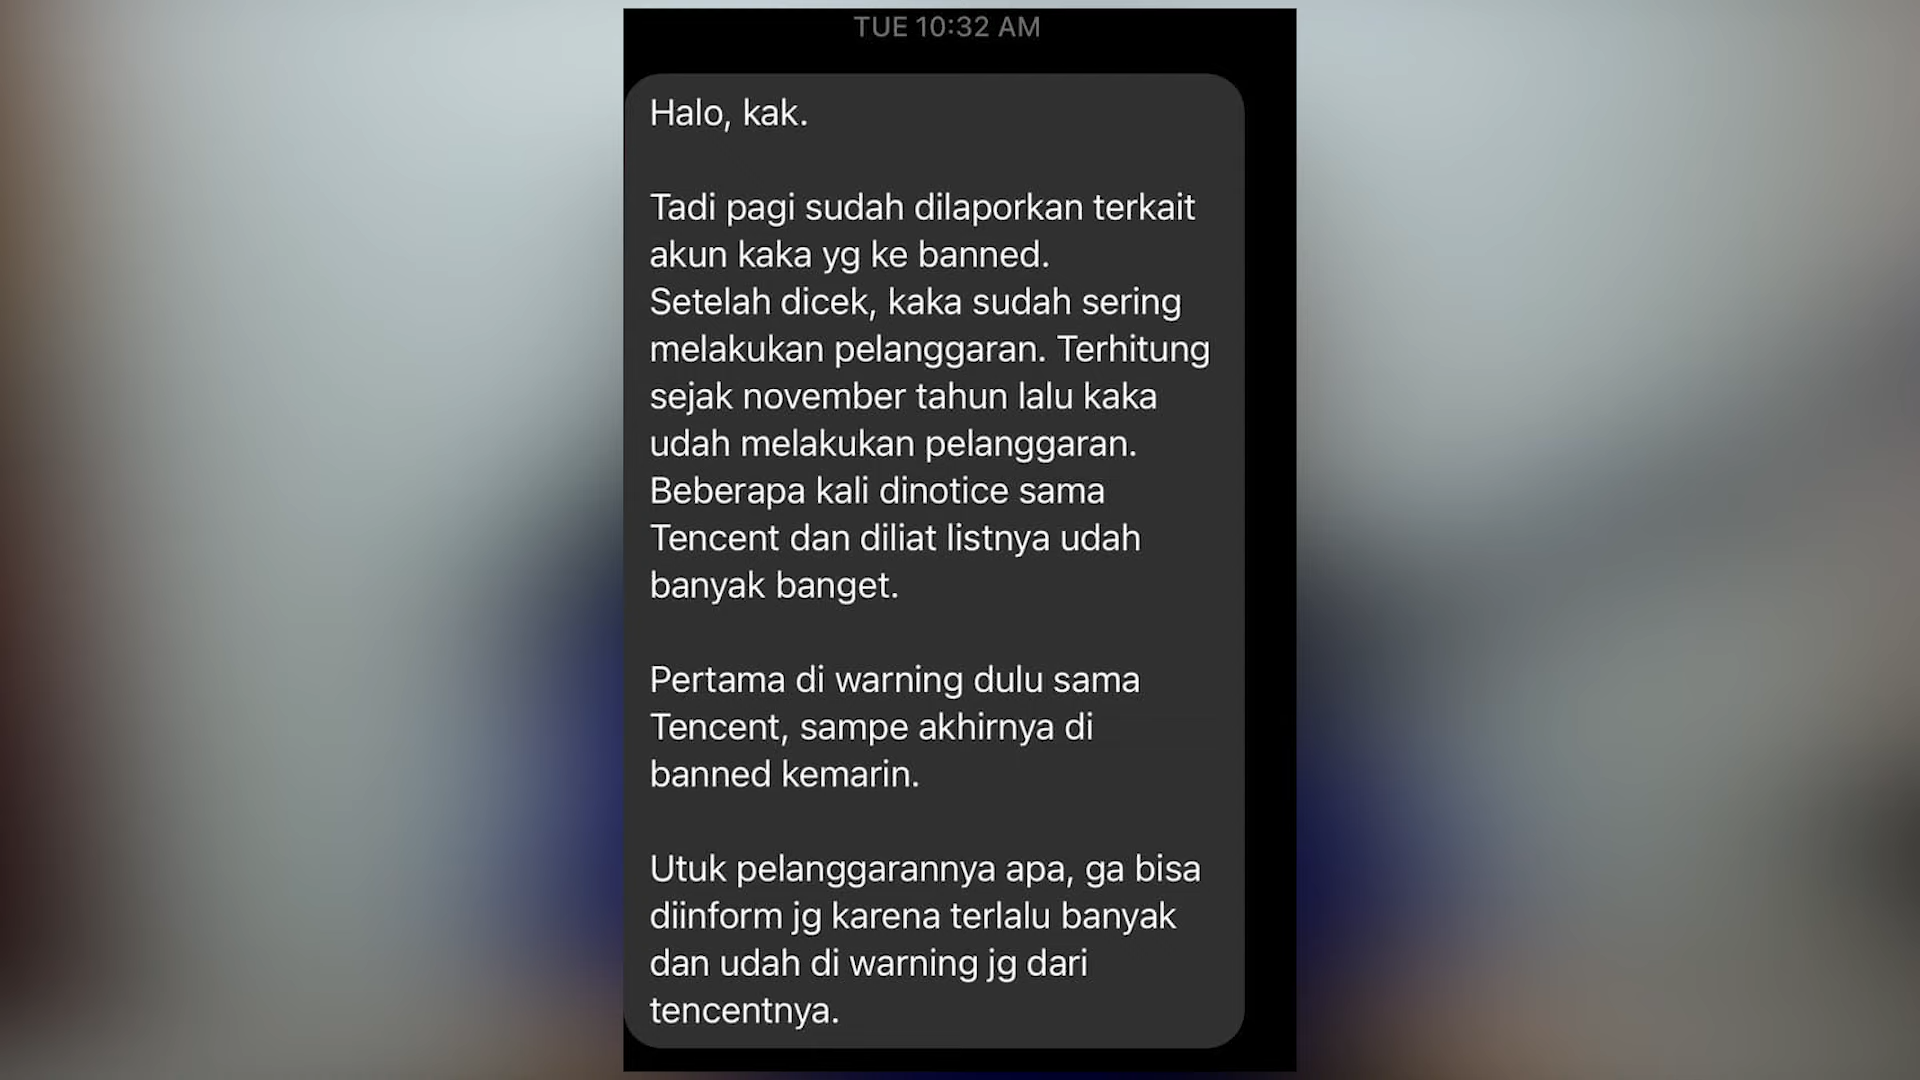 TUE 10:32 AM
Halo, kak.
Tadi pagi sudah dilaporkan terkait
akun kaka yg ke banned.
Setelah dicek, kaka sudah sering
melakukan pelanggaran. Terhitung
sejak november tahun lalu kaka
udah melakukan pelanggaran.
Beberapa kali dinotice sama
Tencent dan diliat listnya udah
banyak banget.
Pertama di warning dulu sama
Tencent, sampe akhirnya di
banned kemarin.
Utuk pelanggarannya apa, ga bisa
diinform jg karena terlalu banyak
dan udah di warning jg dari
tencentnya.